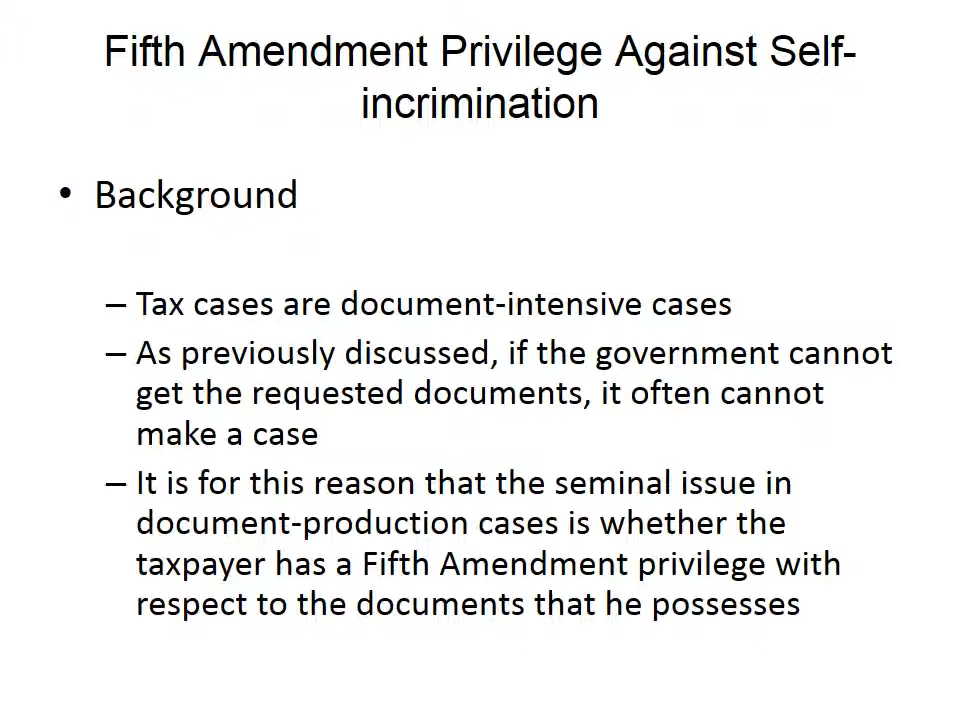 Fifth Amendment Privilege Against Self-
incrimination
• Background
– Tax cases are document-intensive cases
– As previously discussed, if the government cannot
get the requested documents, it often cannot
make a case
– It is for this reason that the seminal issue in
document-production cases is whether the
taxpayer has a Fifth Amendment privilege with
respect to the documents that he possesses